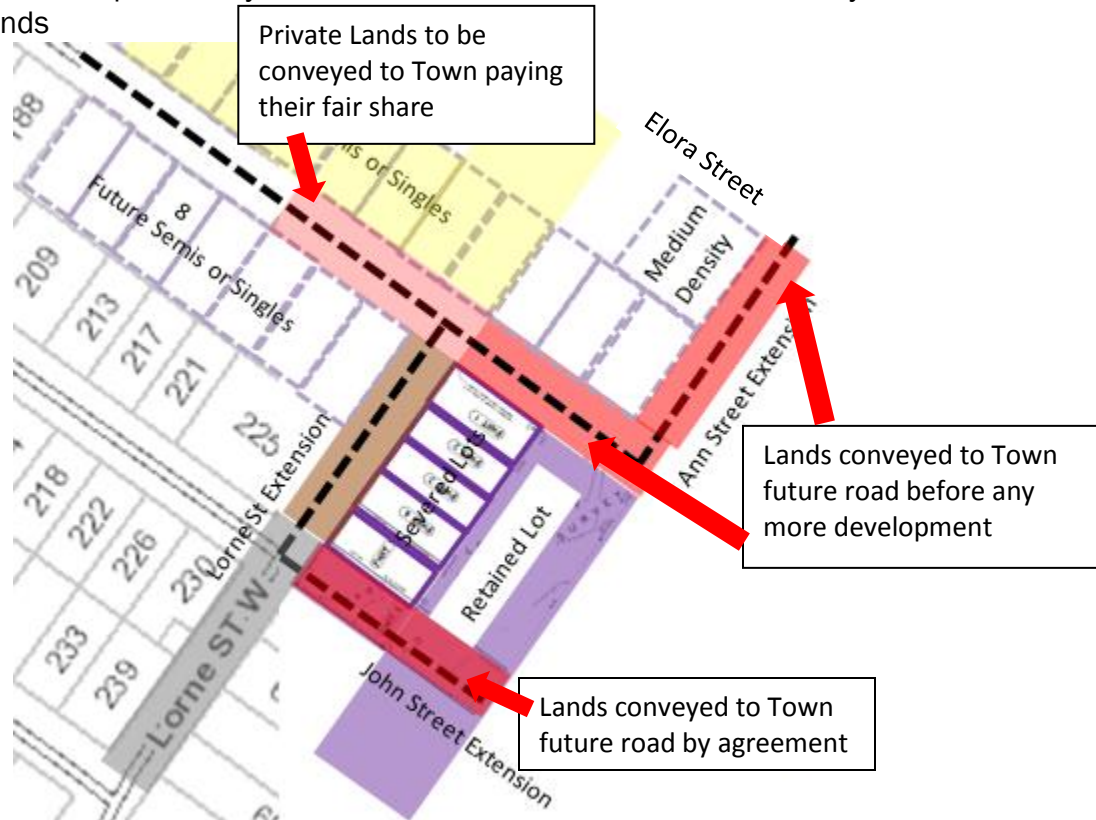 nds
Private Lands to be
conveyed to Town paying
their fair share
Elora Street
188
is or Singles
Future Semis or Singles
8
Medium
Density
209
213
217
221
225
Ann Street Extension
Lorne St Extension
Severed Lots
Retained Lot
Lands conveyed to Town
future road before any
more development
218
222
226
230
233
239
Lorne ST. W
John Street Extension
Lands conveyed to Town
future road by agreement